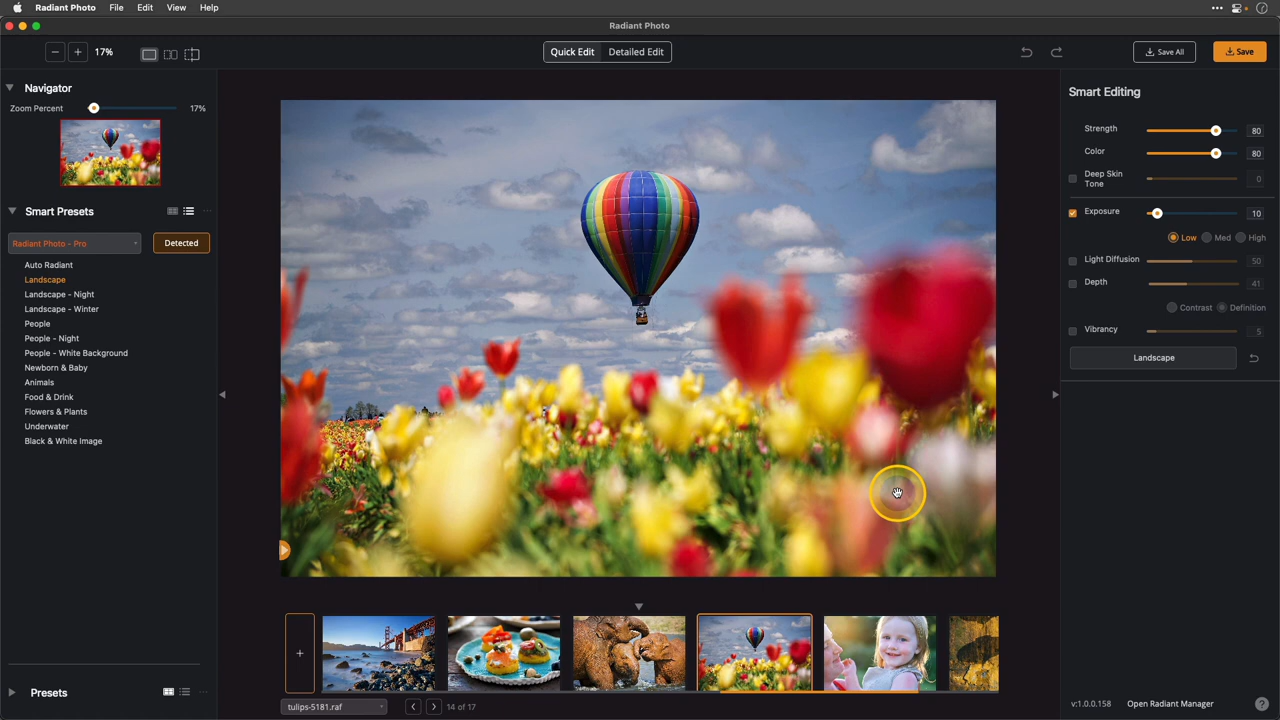 Radiant Photo File Edit View Help
Radiant Photo
17%
Quick Edit Detailed Edit
Save All
Save
Navigator
Zoom Percent 17%
Smart Presets
Radiant Photo - Pro
Detected
Auto Radiant
Landscape
Landscape - Night
Landscape - Winter
People
People - Night
People - White Background
Newborn & Baby
Animals
Food & Drink
Flowers & Plants
Underwater
Black & White Image
Presets
Smart Editing
Strength 80
Color 80
Deep Skin
Tone 0
Exposure 10
Low Med High
Light Diffusion 50
Depth 41
Contrast Definition
Vibrancy 5
Landscape
tulips-5181.raf
14 of 17
v:1.0.0.158 Open Radiant Manager ?